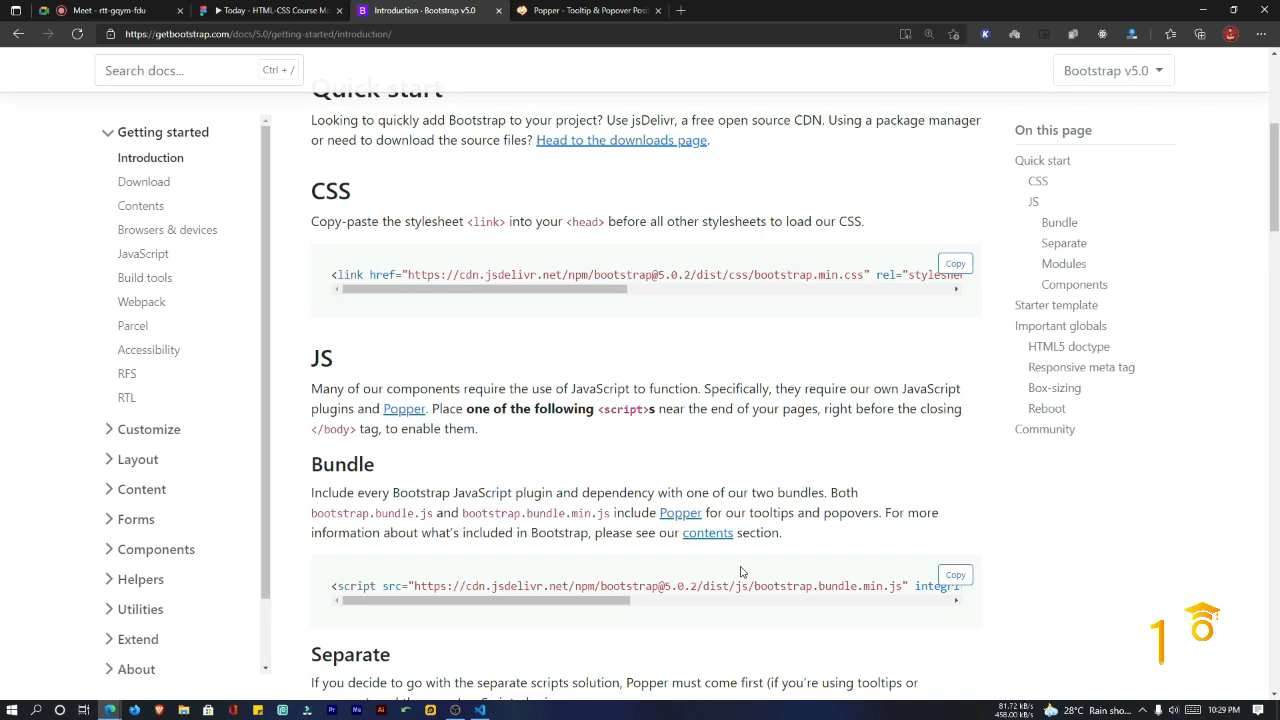 Meet - rtt-gqym-fdu
Today - HTML-CSS Course M
Introduction · Bootstrap v5.0
Popper - Tooltip & Popover Posi
https://getbootstrap.com/docs/5.0/getting-started/introduction/
Search docs...
Ctrl + /
Bootstrap v5.0
Quick start
Looking to quickly add Bootstrap to your project? Use jsDelivr, a free open source CDN. Using a package manager
or need to download the source files? Head to the downloads page.
CSS
Copy-paste the stylesheet <link> into your <head> before all other stylesheets to load our CSS.
Copy
<link href="https://cdn.jsdelivr.net/npm/bootstrap@5.0.2/dist/css/bootstrap.min.css" rel="styleshe
JS
Many of our components require the use of JavaScript to function. Specifically, they require our own JavaScript
plugins and Popper. Place one of the following <script>s near the end of your pages, right before the closing
</body> tag, to enable them.
Bundle
Include every Bootstrap JavaScript plugin and dependency with one of our two bundles. Both
bootstrap.bundle.js and bootstrap.bundle.min.js include Popper for our tooltips and popovers. For more
information about what's included in Bootstrap, please see our contents section.
Copy
<script src="https://cdn.jsdelivr.net/npm/bootstrap@5.0.2/dist/js/bootstrap.bundle.min.js" integri
Separate
If you decide to go with the separate scripts solution, Popper must come first (if you're using tooltips or
Getting started
Introduction
Download
Contents
Browsers & devices
JavaScript
Build tools
Webpack
Parcel
Accessibility
RFS
RTL
Customize
Layout
Content
Forms
Components
Helpers
Utilities
Extend
About
On this page
Quick start
CSS
JS
Bundle
Separate
Modules
Components
Starter template
Important globals
HTML5 doctype
Responsive meta tag
Box-sizing
Reboot
Community
10
Pr
Me
Ai
81.72 kB/s
458.00 kB/s
28°C Rain sho...
10:29 PM